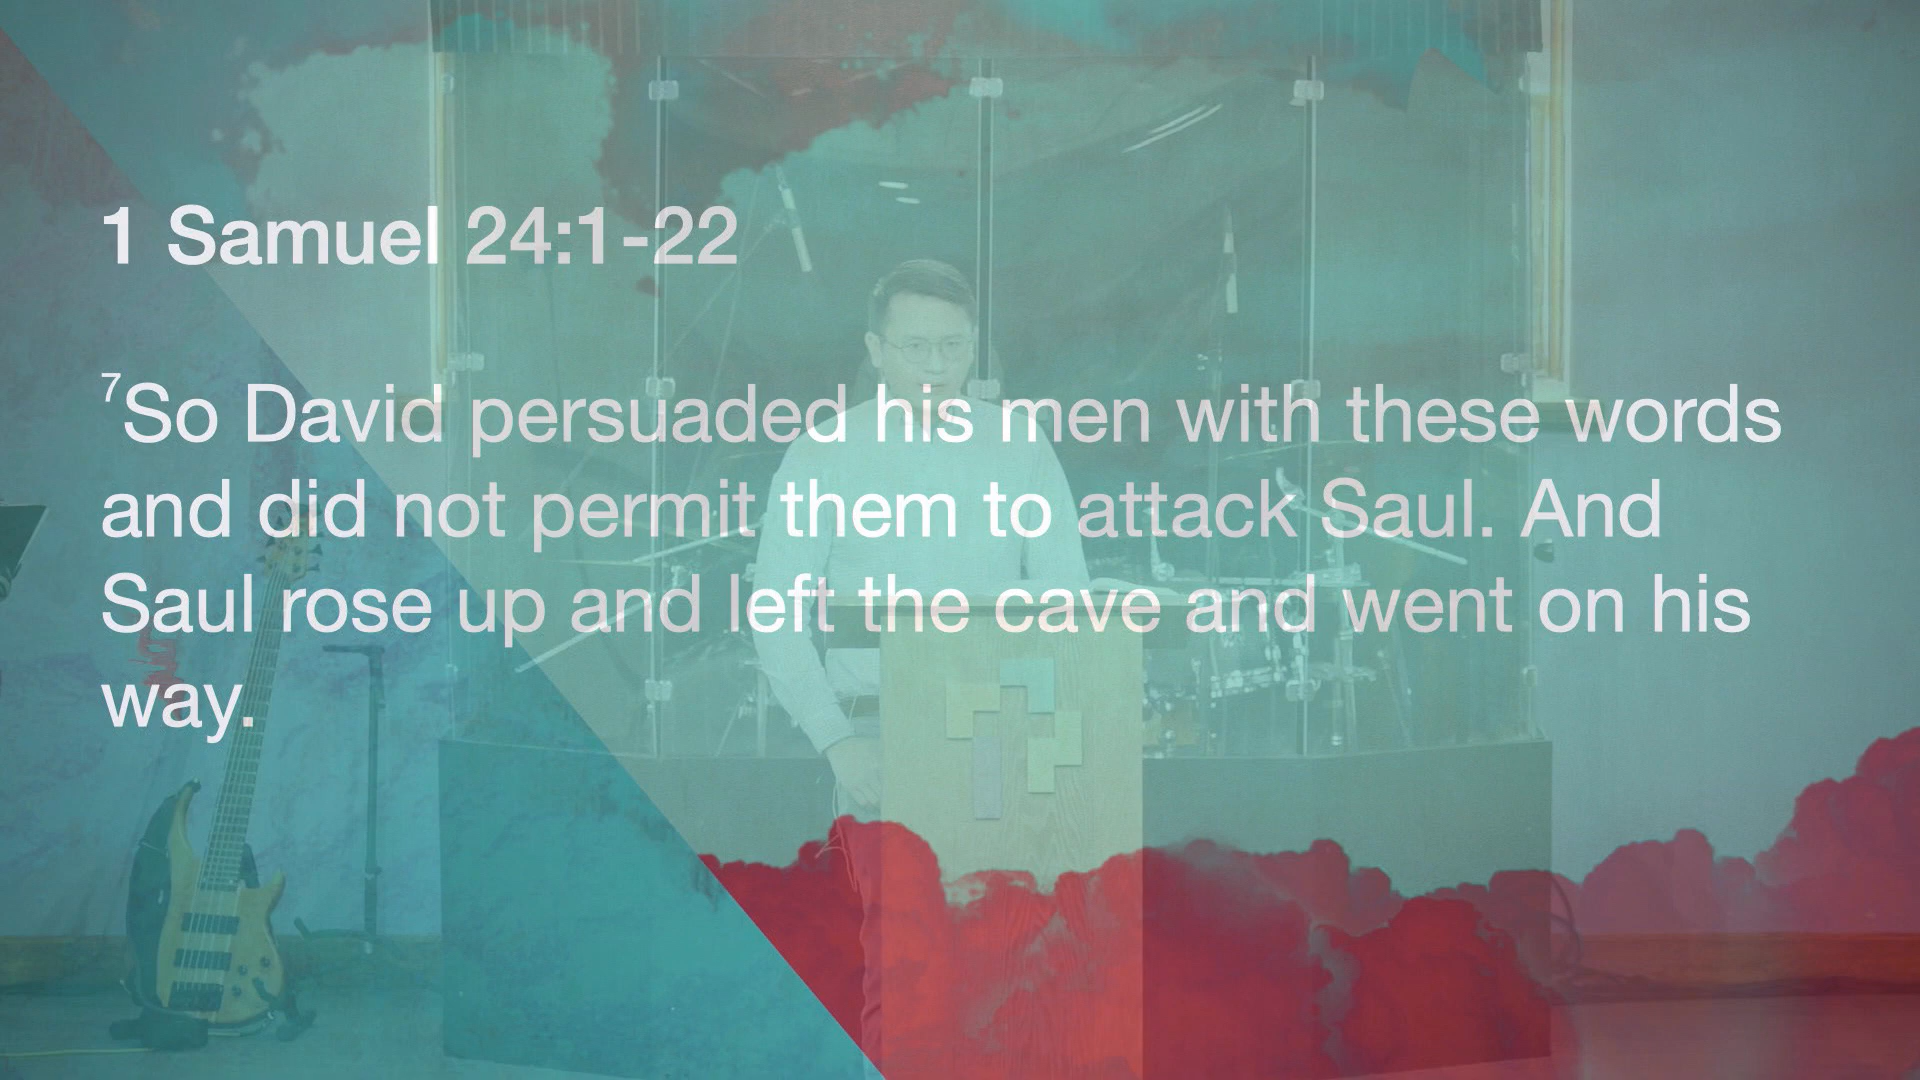 1 Samuel 24:1-22
7So David persuaded his men with these words
and did not permit them to attack Saul. And
Saul rose up and left the cave and went on his
way.